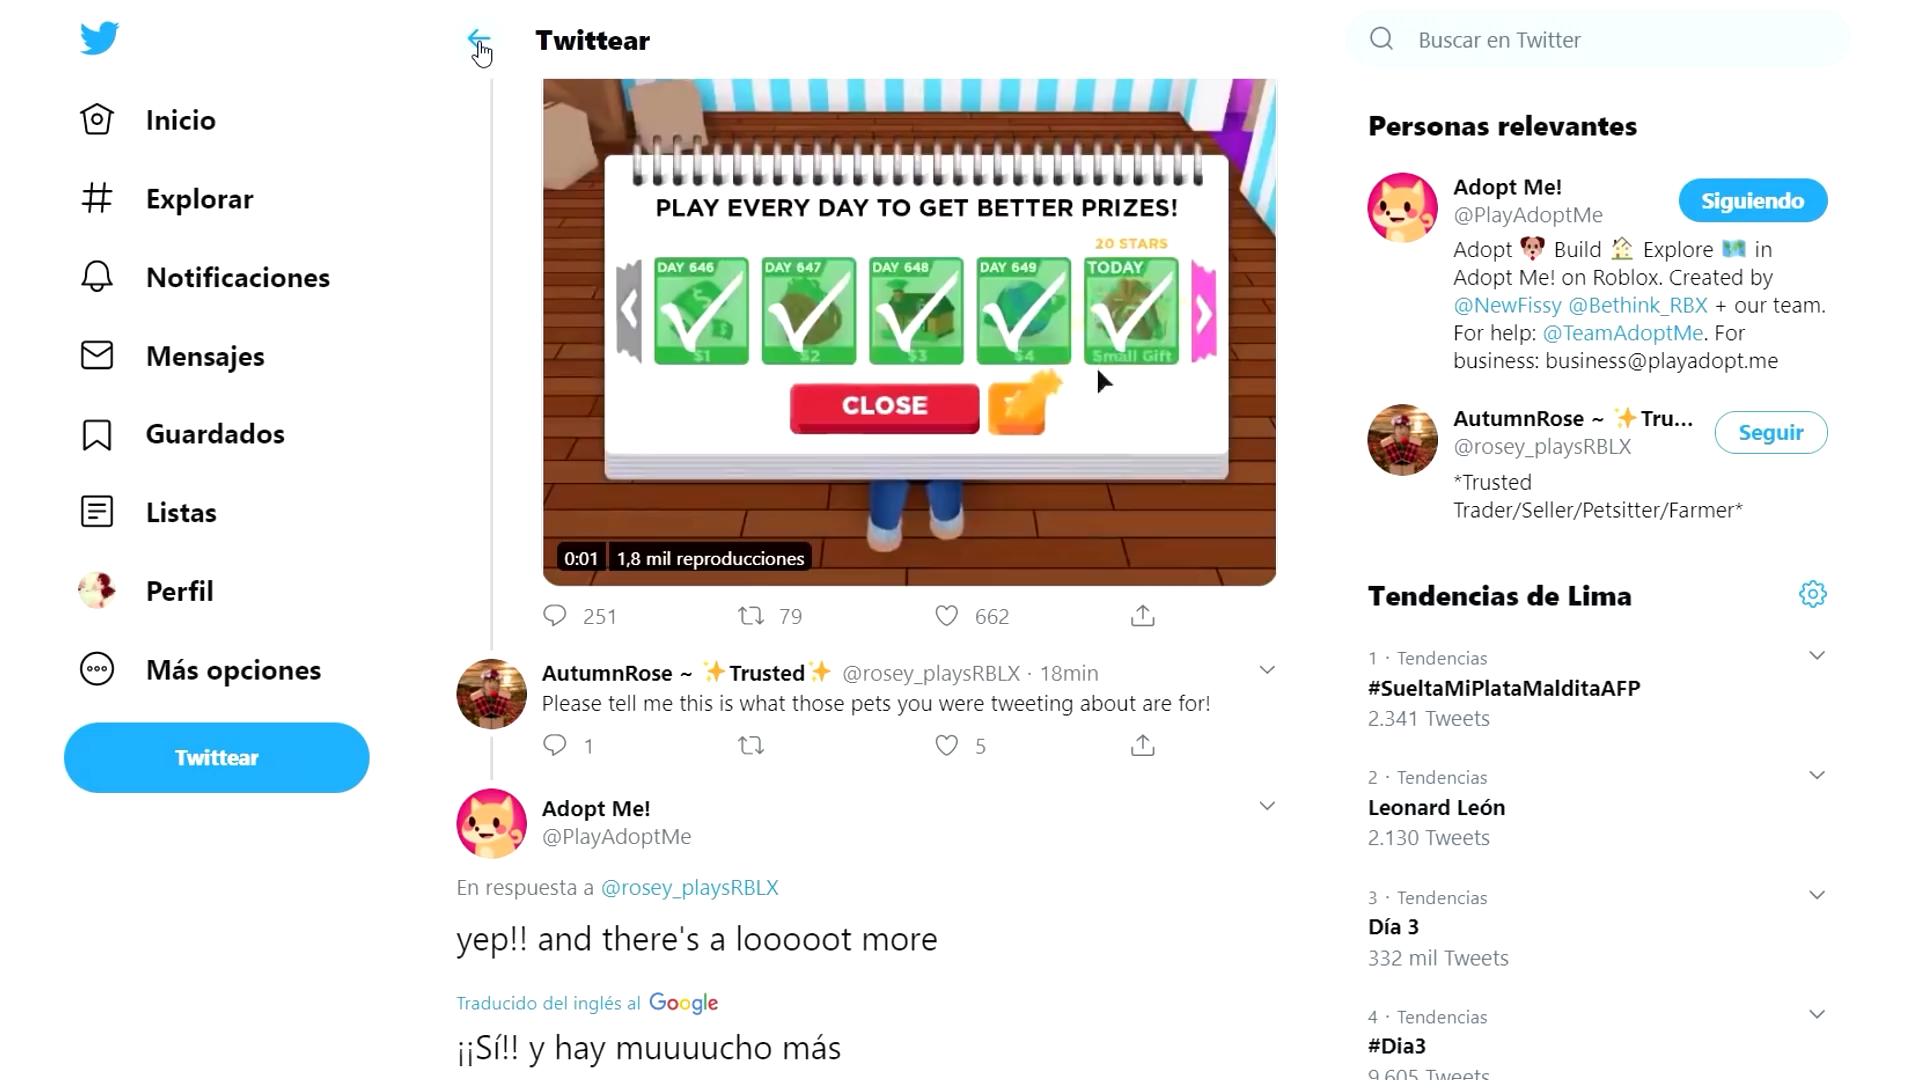 Inicio
Explorar
Notificaciones
Mensajes
Guardados
Listas
Perfil
Más opciones
Twittear
Twittear
PLAY EVERY DAY TO GET BETTER PRIZES!
20 STARS
DAY 646
DAY 647
DAY 648
DAY 649
TODAY
$1
$2
$3
$4
Small Gift
CLOSE
0:01
1,8 mil reproducciones
251
79
662
AutumnRose ~ ✨Trusted✨ @rosey_playsRBLX · 18min
Please tell me this is what those pets you were tweeting about are for!
1
5
Adopt Me!
@PlayAdoptMe
En respuesta a @rosey_playsRBLX
yep!! and there's a looooot more
Traducido del inglés al Google
¡¡Sí!! y hay muuuucho más
Buscar en Twitter
Personas relevantes
Adopt Me!
@PlayAdoptMe
Siguiendo
Adopt 🐶 Build 🏠 Explore 🗺️ in
Adopt Me! on Roblox. Created by
@NewFissy @Bethink_RBX + our team.
For help: @TeamAdoptMe. For
business: business@playadopt.me
AutumnRose ~ ✨Tru...
@rosey_playsRBLX
Seguir
*Trusted
Trader/Seller/Petsitter/Farmer*
Tendencias de Lima
1 · Tendencias
#SueltaMiPlataMalditaAFP
2.341 Tweets
2 · Tendencias
Leonard León
2.130 Tweets
3 · Tendencias
Día 3
332 mil Tweets
4 · Tendencias
#Dia3
9.605 Tweets